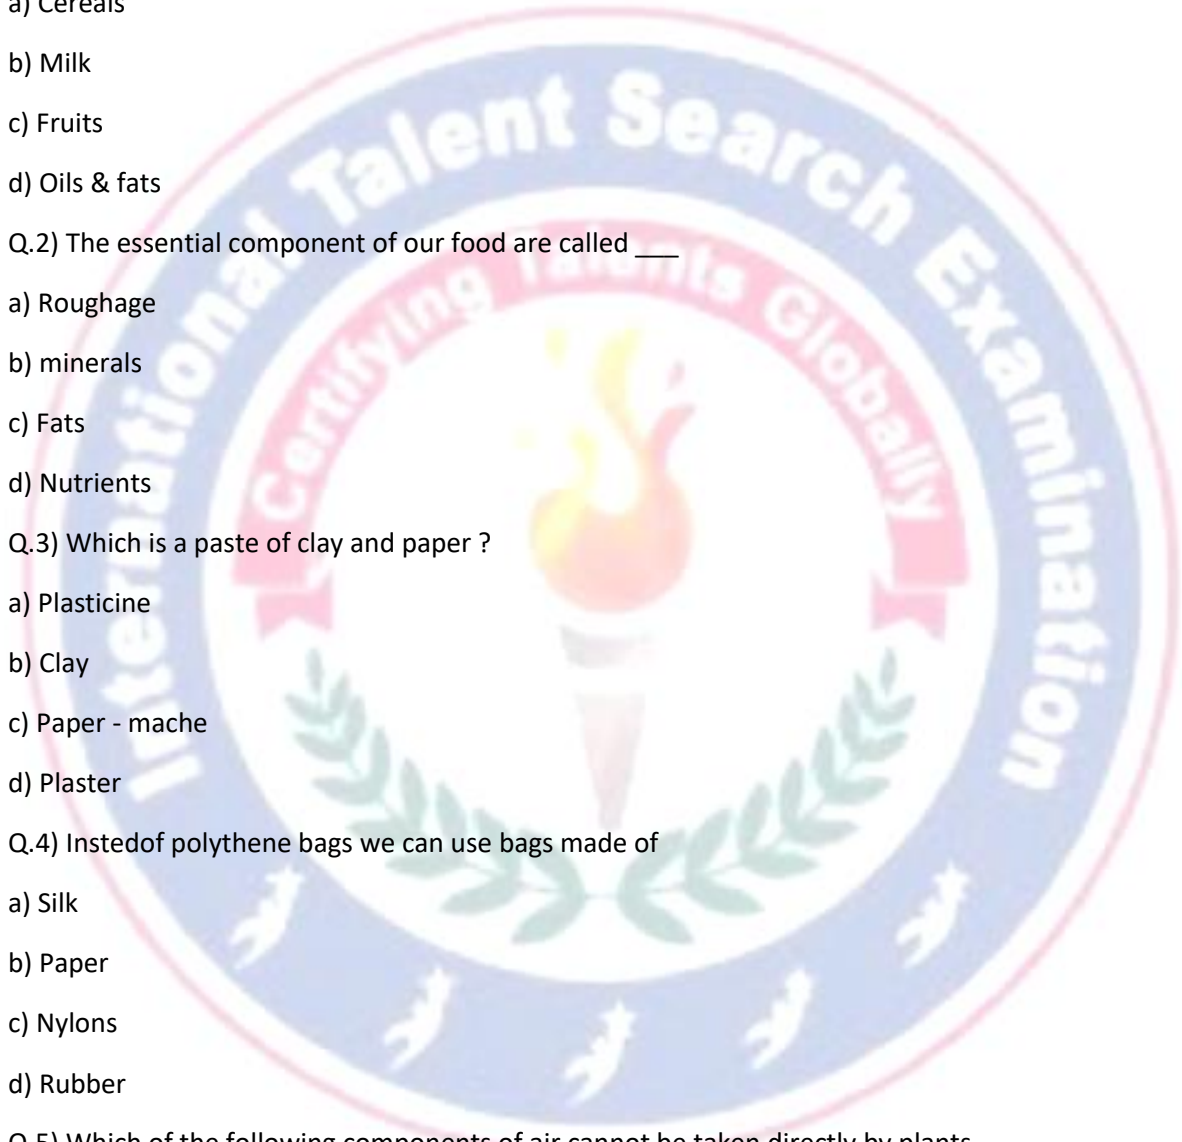 a) Cereals
b) Milk
c) Fruits
d) Oils & fats
Q.2) The essential component of our food are called ___
a) Roughage
b) minerals
c) Fats
d) Nutrients
Q.3) Which is a paste of clay and paper ?
a) Plasticine
b) Clay
c) Paper - mache
d) Plaster
Q.4) Instedof polythene bags we can use bags made of
a) Silk
b) Paper
c) Nylons
d) Rubber
Q.5) Which of the following components of air cannot be taken directly by plants
International Talent Search Examination
Certifying Talents Globally